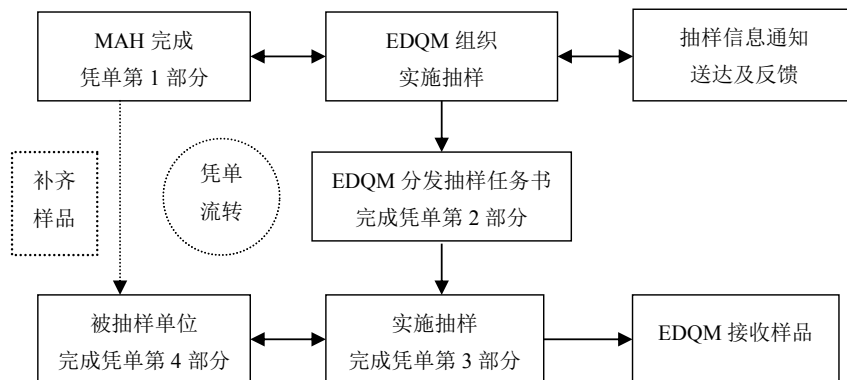 MAH 完成
凭单第 1 部分
EDQM 组织
实施抽样
抽样信息通知
送达及反馈
补齐
样品
凭单
流转
EDQM 分发抽样任务书
完成凭单第 2 部分
被抽样单位
完成凭单第 4 部分
实施抽样
完成凭单第 3 部分
EDQM 接收样品